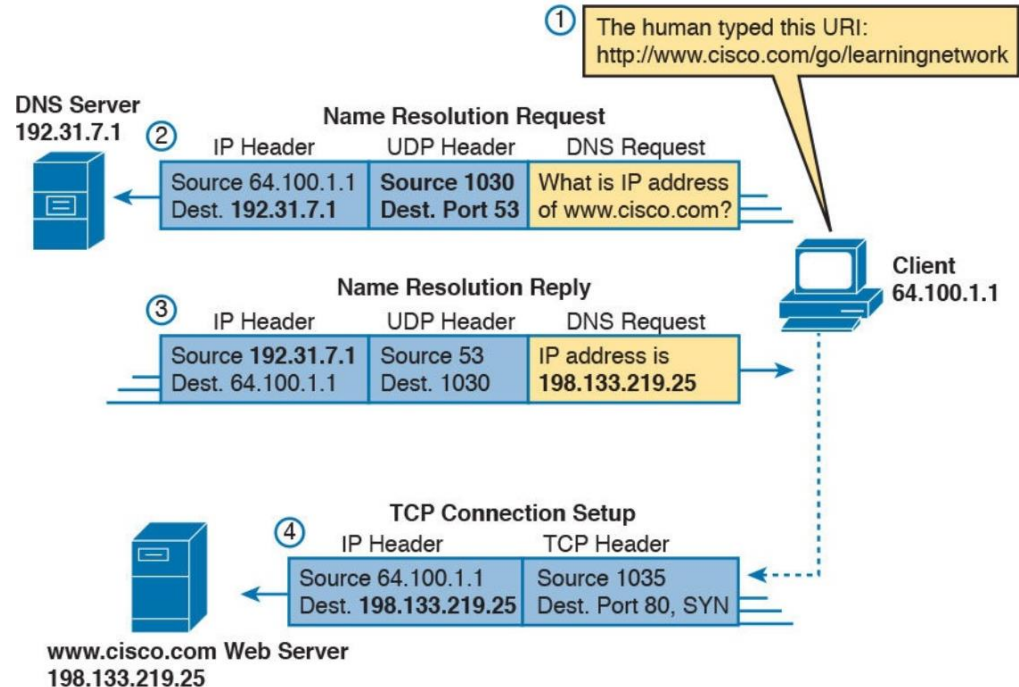 1
The human typed this URI:
http://www.cisco.com/go/learningnetwork
DNS Server
192.31.7.1
2
Name Resolution Request
IP Header UDP Header DNS Request
Source 64.100.1.1 Source 1030 What is IP address
Dest. 192.31.7.1 Dest. Port 53 of www.cisco.com?
Client
64.100.1.1
Name Resolution Reply
3
IP Header UDP Header DNS Request
Source 192.31.7.1 Source 53 IP address is
Dest. 64.100.1.1 Dest. 1030 198.133.219.25
TCP Connection Setup
4
IP Header TCP Header
Source 64.100.1.1 Source 1035
Dest. 198.133.219.25 Dest. Port 80, SYN
www.cisco.com Web Server
198.133.219.25